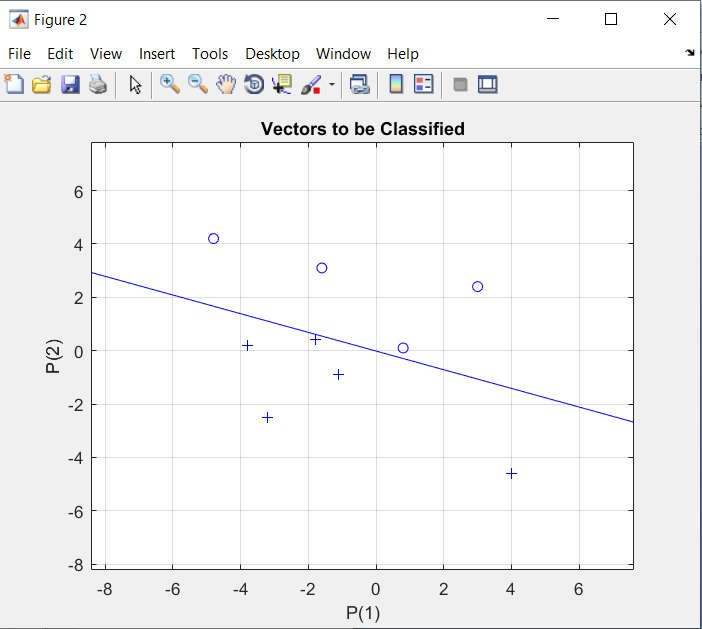 Figure 2
File Edit View Insert Tools Desktop Window Help
Vectors to be Classified
6
4
2
0
-2
-4
-6
-8
P(2)
-8 -6 -4 -2 0 2 4 6
P(1)